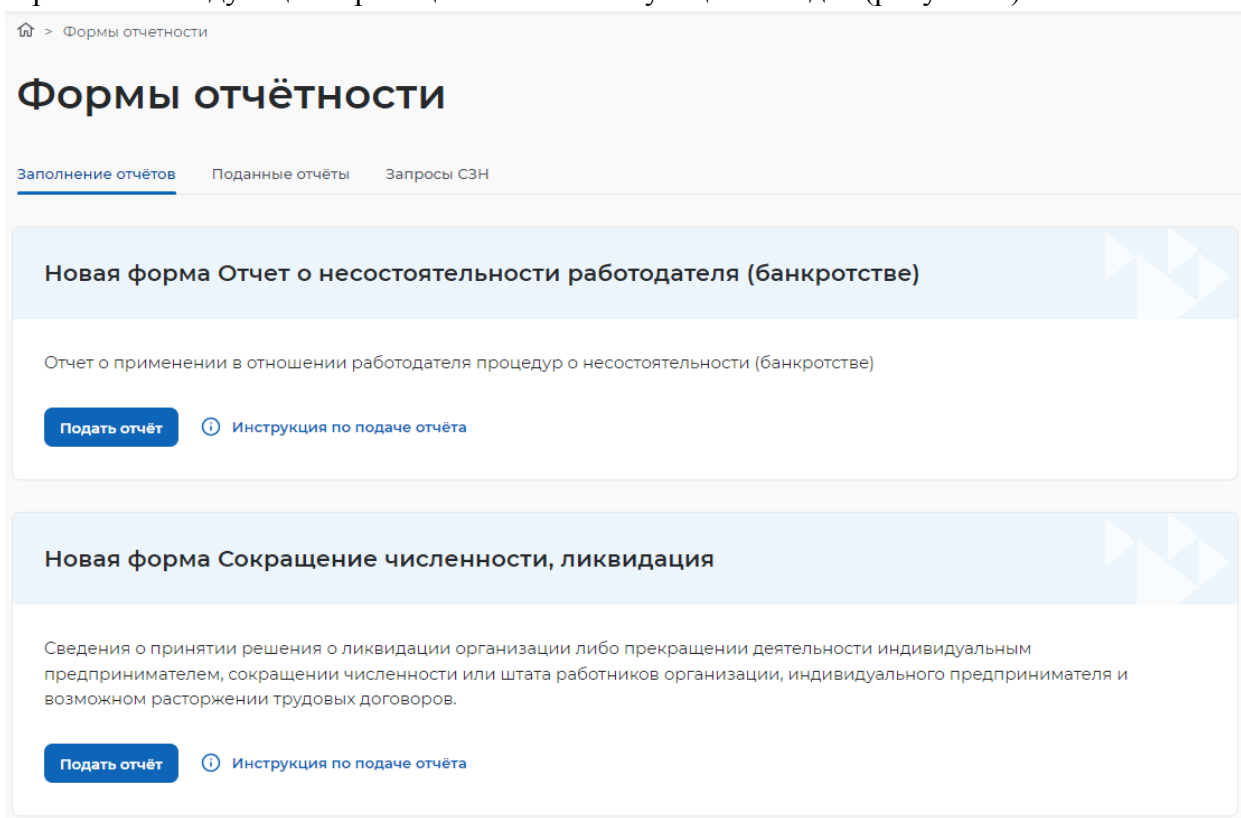 > Формы отчетности
Формы отчётности
Заполнение отчётов Поданные отчёты Запросы СЗН
Новая форма Отчет о несостоятельности работодателя (банкротстве)
Отчет о применении в отношении работодателя процедур о несостоятельности (банкротстве)
Подать отчёт Инструкция по подаче отчёта
Новая форма Сокращение численности, ликвидация
Сведения о принятии решения о ликвидации организации либо прекращении деятельности индивидуальным
предпринимателем, сокращении численности или штата работников организации, индивидуального предпринимателя и
возможном расторжении трудовых договоров.
Подать отчёт Инструкция по подаче отчёта